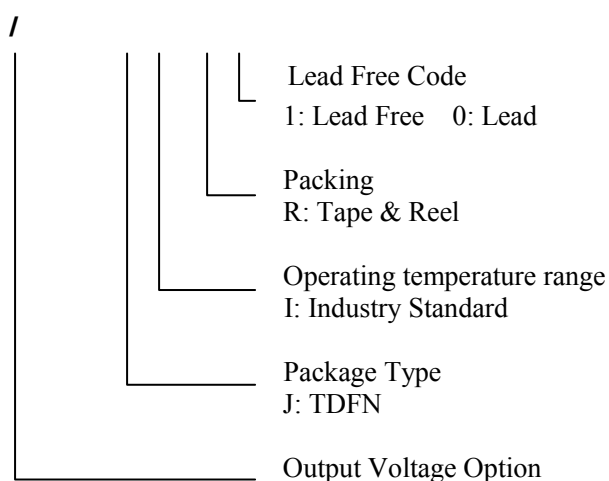 /
Lead Free Code
1: Lead Free 0: Lead
Packing
R: Tape & Reel
Operating temperature range
I: Industry Standard
Package Type
J: TDFN
Output Voltage Option